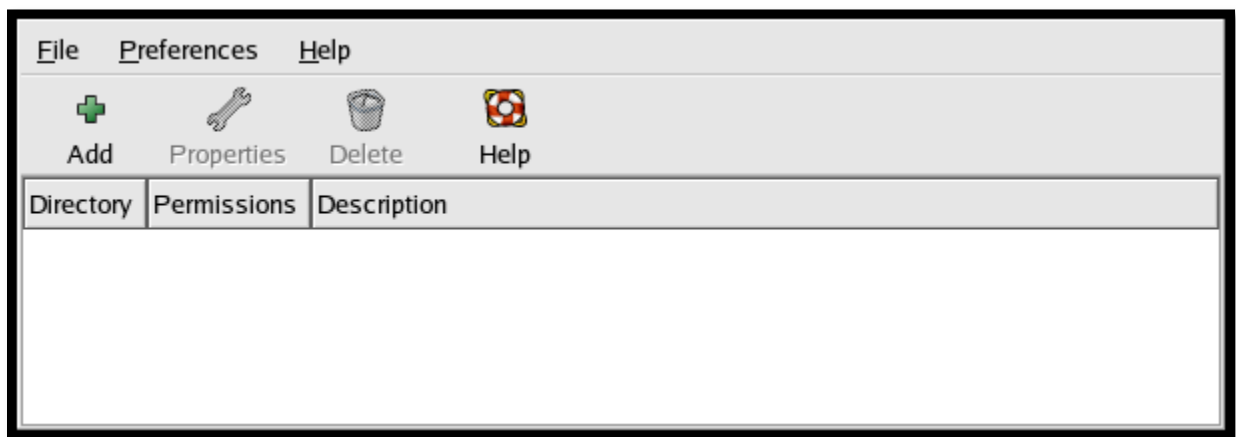 File Preferences Help
Add Properties Delete Help
Directory Permissions Description